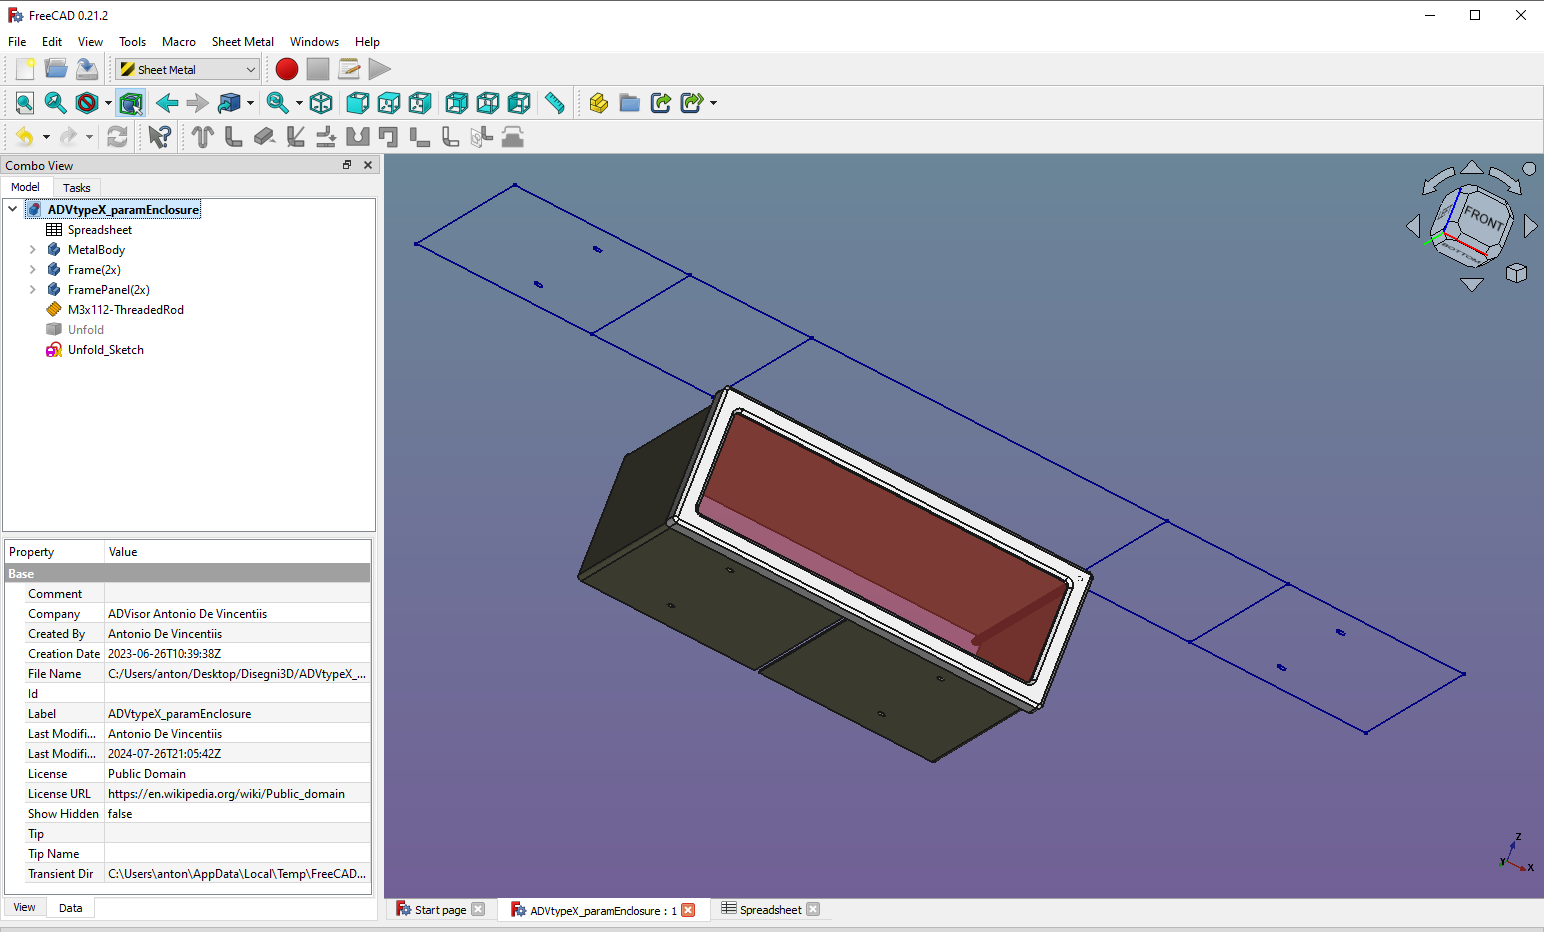 FreeCAD 0.21.2
File Edit View Tools Macro Sheet Metal Windows Help
Sheet Metal
Combo View
Model Tasks
ADVtypeX_paramEnclosure
Spreadsheet
MetalBody
Frame(2x)
FramePanel(2x)
M3x112-ThreadedRod
Unfold
Unfold_Sketch
Property Value
Base
Comment
Company ADVisor Antonio De Vincentiis
Created By Antonio De Vincentiis
Creation Date 2023-06-26T10:39:38Z
File Name C:/Users/anton/Desktop/Disegni3D/ADVtypeX_...
Id
Label ADVtypeX_paramEnclosure
Last Modifi... Antonio De Vincentiis
Last Modifi... 2024-07-26T21:05:42Z
License Public Domain
License URL https://en.wikipedia.org/wiki/Public_domain
Show Hidden false
Tip
Tip Name
Transient Dir C:\Users\anton\AppData\Local\Temp\FreeCAD...
View Data
FRONT
BOTTOM
Z
Y
X
Start page
ADVtypeX_paramEnclosure : 1
Spreadsheet